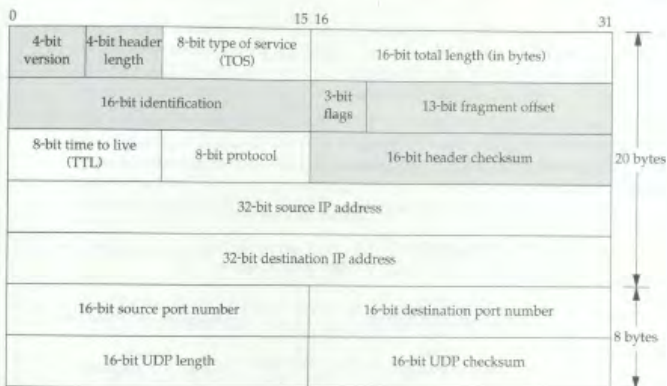 0 15 16 31
4-bit version
4-bit header length
8-bit type of service (TOS)
16-bit total length (in bytes)
16-bit identification
3-bit flags
13-bit fragment offset
8-bit time to live (TTL)
8-bit protocol
16-bit header checksum
20 bytes
32-bit source IP address
32-bit destination IP address
16-bit source port number
16-bit destination port number
8 bytes
16-bit UDP length
16-bit UDP checksum